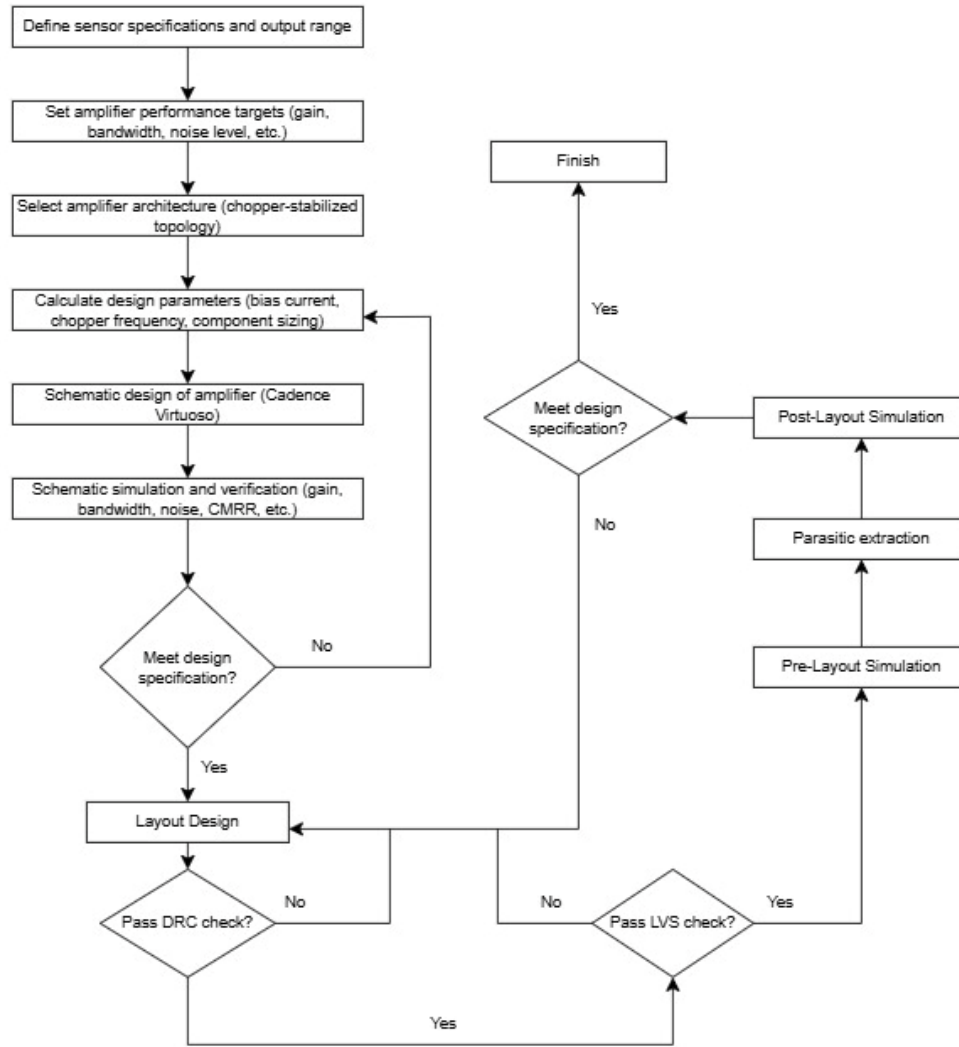 Define sensor specifications and output range
Set amplifier performance targets (gain,
bandwidth, noise level, etc.)
Select amplifier architecture (chopper-stabilized
topology)
Calculate design parameters (bias current,
chopper frequency, component sizing)
Schematic design of amplifier (Cadence
Virtuoso)
Schematic simulation and verification (gain,
bandwidth, noise, CMRR, etc.)
Meet design
specification?
No
Yes
Layout Design
Pass DRC check?
No
Yes
Pass LVS check?
No
Yes
Pre-Layout Simulation
Parasitic extraction
Post-Layout Simulation
Meet design
specification?
No
Yes
Finish